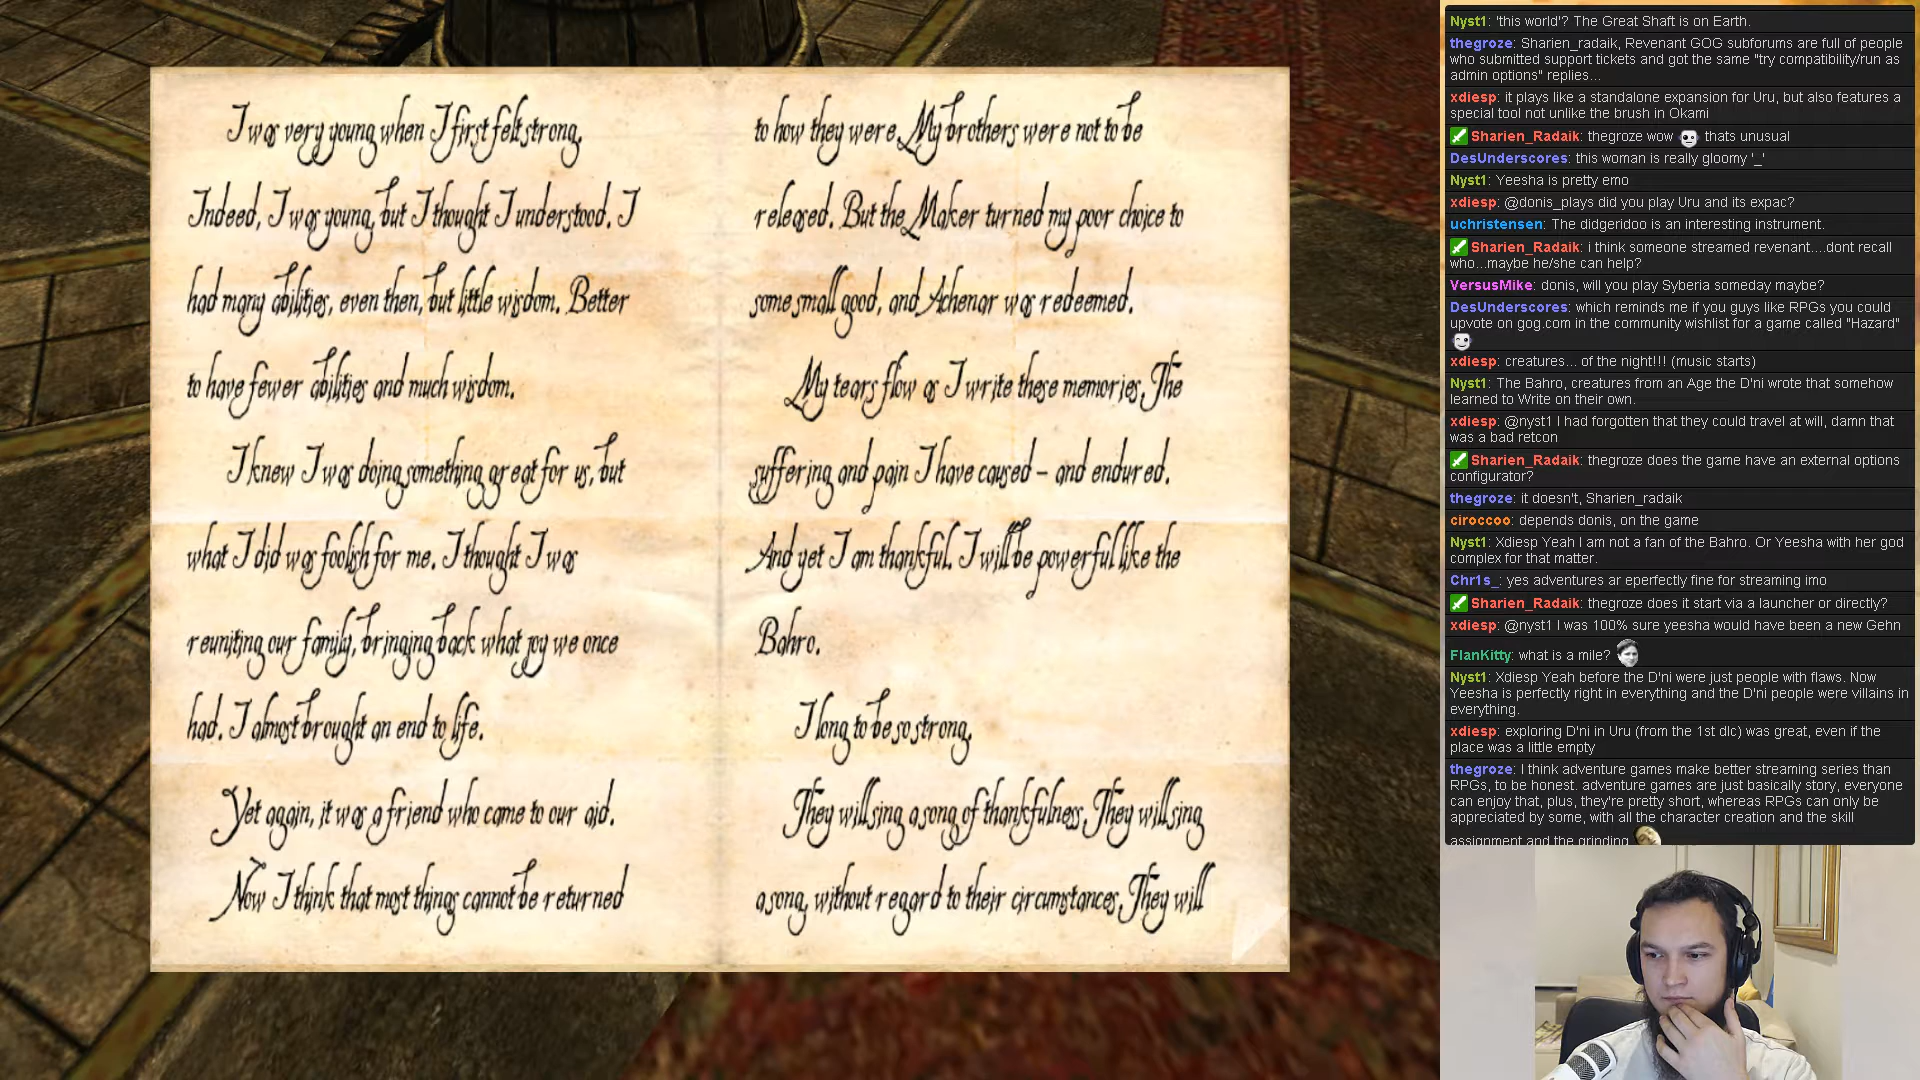 I was very young when I first felt strong.
Indeed, I was young, but I thought I understood. I
had many abilities, even then, but little wisdom. Better
to have fewer abilities and much wisdom.
I knew I was doing something great for us, but
what I did was foolish for me. I thought I was
reuniting our family, bringing back what joy we once
had. I almost brought an end to life.
Yet again, it was a friend who came to our aid.
Now I think that most things cannot be returned
to how they were. My brothers were not to be
released. But the Maker turned my poor choice to
some small good, and Achenar was redeemed.
My tears flow as I write these memories. The
suffering and pain I have caused – and endured.
And yet I am thankful. I will be powerful like the
Bahro.
I long to be so strong.
They will sing a song of thankfulness. They will sing
a song, without regard to their circumstances. They will
Nyst1: 'this world'? The Great Shaft is on Earth.
thegroze: Sharien_radaik, Revenant GOG subforums are full of people
who submitted support tickets and got the same "try compatibility/run as
admin options" replies...
xdiesp: it plays like a standalone expansion for Uru, but also features a
special tool not unlike the brush in Okami
Sharien_Radaik: thegroze wow thats unusual
DesUnderscores: this woman is really gloomy '_'
Nyst1: Yeesha is pretty emo
xdiesp: @donis_plays did you play Uru and its expac?
uchristensen: The didgeridoo is an interesting instrument.
Sharien_Radaik: i think someone streamed revenant....dont recall
who...maybe he/she can help?
VersusMike: donis, will you play Syberia someday maybe?
DesUnderscores: which reminds me if you guys like RPGs you could
upvote on gog.com in the community wishlist for a game called "Hazard"
xdiesp: creatures... of the night!!! (music starts)
Nyst1: The Bahro, creatures from an Age the D'ni wrote that somehow
learned to Write on their own.
xdiesp: @nyst1 I had forgotten that they could travel at will, damn that
was a bad retcon
Sharien_Radaik: thegroze does the game have an external options
configurator?
thegroze: it doesn't, Sharien_radaik
ciroccoo: depends donis, on the game
Nyst1: Xdiesp Yeah I am not a fan of the Bahro. Or Yeesha with her god
complex for that matter.
Chr1s_: yes adventures ar eperfectly fine for streaming imo
Sharien_Radaik: thegroze does it start via a launcher or directly?
xdiesp: @nyst1 I was 100% sure yeesha would have been a new Gehn
FlanKitty: what is a mile?
Nyst1: Xdiesp Yeah before the D'ni were just people with flaws. Now
Yeesha is perfectly right in everything and the D'ni people were villains in
everything.
xdiesp: exploring D'ni in Uru (from the 1st dlc) was great, even if the
place was a little empty
thegroze: I think adventure games make better streaming series than
RPGs, to be honest. adventure games are just basically story, everyone
can enjoy that, plus, they're pretty short, whereas RPGs can only be
appreciated by some, with all the character creation and the skill
assignment and the grinding